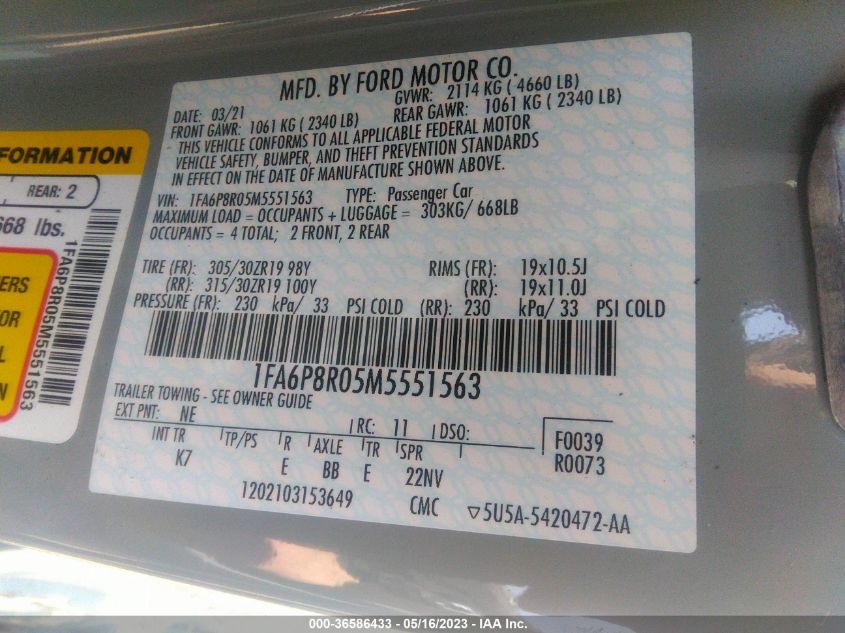 MFD. BY FORD MOTOR CO.
DATE: 03/21 GVWR: 2114 KG ( 4660 LB)
FRONT GAWR: 1061 KG ( 2340 LB) REAR GAWR: 1061 KG ( 2340 LB)
- THIS VEHICLE CONFORMS TO ALL APPLICABLE FEDERAL MOTOR
VEHICLE SAFETY, BUMPER, AND THEFT PREVENTION STANDARDS
IN EFFECT ON THE DATE OF MANUFACTURE SHOWN ABOVE.
VIN: 1FA6P8R05M5551563 TYPE: Passenger Car
MAXIMUM LOAD = OCCUPANTS + LUGGAGE = 303KG/ 668LB
OCCUPANTS = 4 TOTAL; 2 FRONT, 2 REAR
TIRE (FR): 305/30ZR19 98Y RIMS (FR): 19x10.5J
(RR): 315/30ZR19 100Y (RR): 19x11.0J
PRESSURE (FR): 230 kPa/ 33 PSI COLD (RR): 230 kPa/ 33 PSI COLD
1FA6P8R05M5551563
TRAILER TOWING - SEE OWNER GUIDE
EXT PNT: NE RC: 11 DSO: F0039
INT TR TP/PS R AXLE TR SPR R0073
K7 E BB E 22NV
1202103153649 CMC ▽5U5A-5420472-AA
FORMATION
REAR: 2
668 lbs.
1FA6P8R05M5551563
ERS
OR
L
N
000-36586433 - 05/16/2023 - IAA Inc.